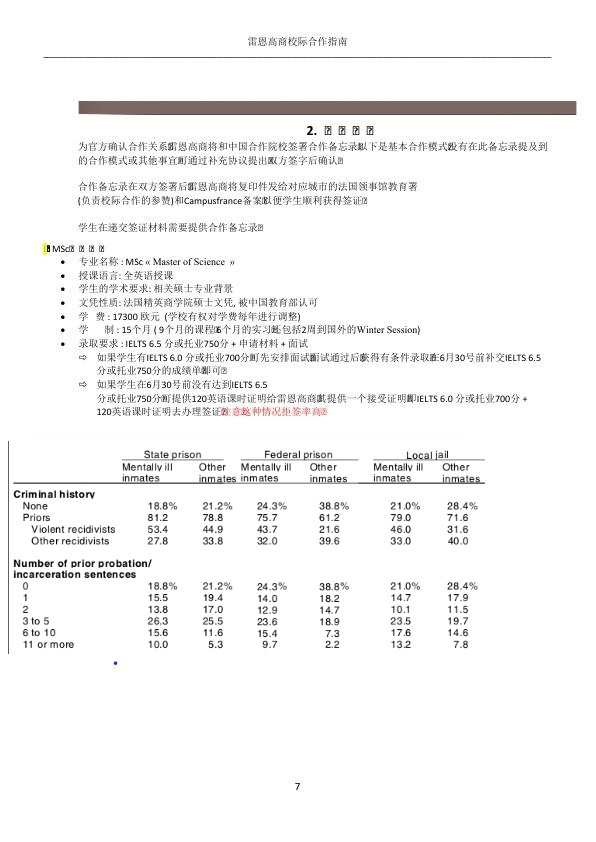 雷恩高商校际合作指南
2.
为官方确认合作关系 雷恩高商将和中国合作院校签署合作备忘录 以下是基本合作模式 没有在此备忘录提及到
的合作模式或其他事宜 可通过补充协议提出 双方签字后确认
合作备忘录在双方签署后 雷恩高商将复印件发给对应城市的法国领事馆教育署
(负责校际合作的参赞)和Campusfrance备案 以便学生顺利获得签证
学生在递交签证材料需要提供合作备忘录
MSc
• 专业名称 : MSc « Master of Science »
• 授课语言: 全英语授课
• 学生的学术要求: 相关硕士专业背景
• 文凭性质: 法国精英商学院硕士文凭, 被中国教育部认可
• 学 费 : 17300 欧元 (学校有权对学费每年进行调整)
• 学 制 : 15个月 ( 9个月的课程 6个月的实习 还包括2周到国外的Winter Session)
• 录取要求 : IELTS 6.5 分或托业750分 + 申请材料 + 面试
⇨ 如果学生有IELTS 6.0 分或托业700分 可先安排面试 面试通过后 获得有条件录取 在6月30号前补交IELTS 6.5
分或托业750分的成绩单 即可
⇨ 如果学生在6月30号前没有达到IELTS 6.5
分或托业750分 可提供120英语课时证明给雷恩高商 其提供一个接受证明 即IELTS 6.0 分或托业700分 +
120英语课时证明去办理签证 注意 这种情况拒签率高
State prison Federal prison Local jail
Mentally ill Other Mentally ill Other Mentally ill Other
inmates inmates inmates inmates inmates inmates
Criminal history
None 18.8% 21.2% 24.3% 38.8% 21.0% 28.4%
Priors 81.2 78.8 75.7 61.2 79.0 71.6
Violent recidivists 53.4 44.9 43.7 21.6 46.0 31.6
Other recidivists 27.8 33.8 32.0 39.6 33.0 40.0
Number of prior probation/
incarceration sentences
0 18.8% 21.2% 24.3% 38.8% 21.0% 28.4%
1 15.5 19.4 14.0 18.2 14.7 17.9
2 13.8 17.0 12.9 14.7 10.1 11.5
3 to 5 26.3 25.5 23.6 18.9 23.5 19.7
6 to 10 15.6 11.6 15.4 7.3 17.6 14.6
11 or more 10.0 5.3 9.7 2.2 13.2 7.8
7